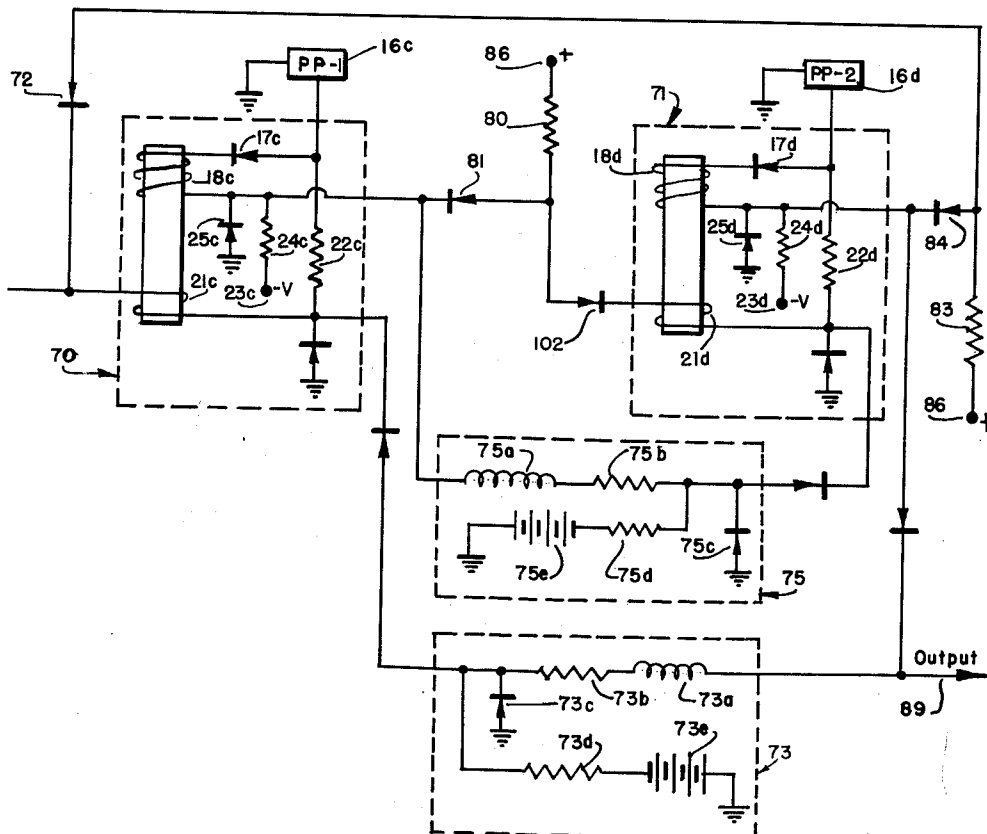 PP-1
16c
86
+
PP-2
16d
72
80
71
17c
81
17d
18c
18d
25c
24c
22c
25d
24d
22d
84
23c
-V
23d
-V
21c
102
21d
83
70
86
+
75a
75b
75c
75e
75d
75
Output
89
73c
73b
73a
73d
73e
73